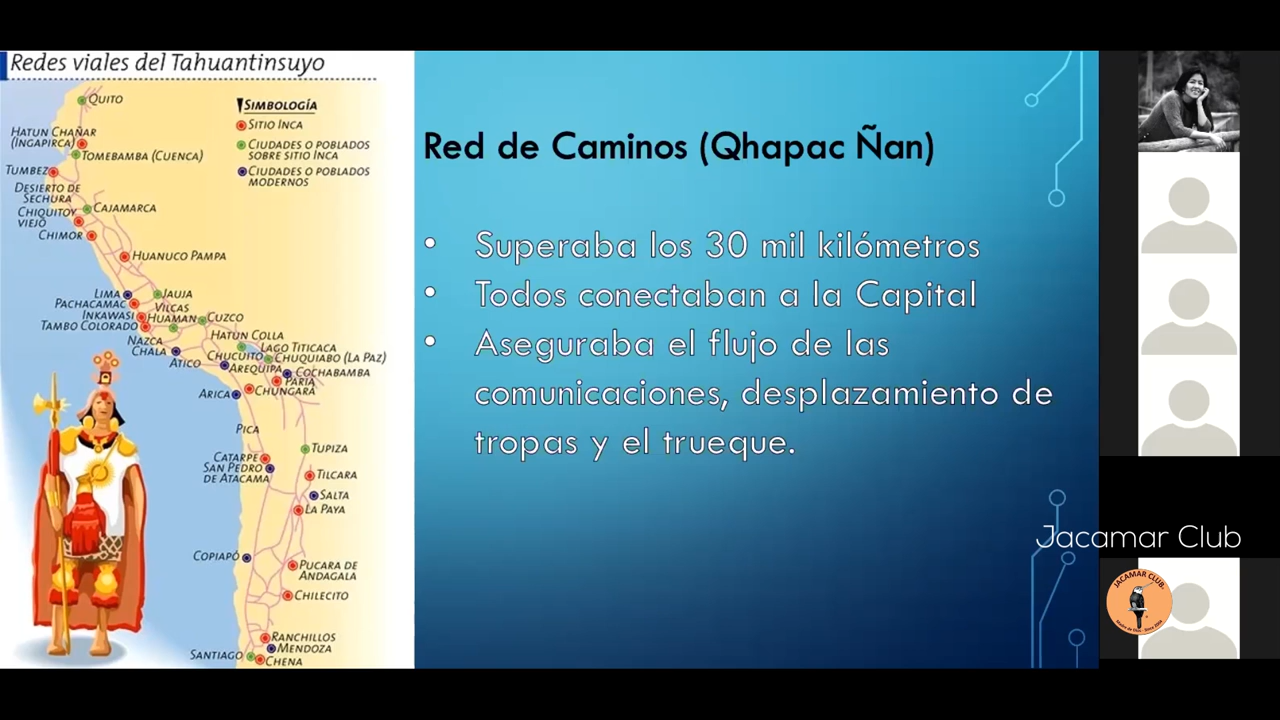 Redes viales del Tahuantinsuyo
QUITO
SIMBOLOGÍA
SITIO INCA
CIUDADES O POBLADOS
SOBRE SITIO INCA
CIUDADES O POBLADOS
MODERNOS
HATUN CHAÑAR
(INGAPIRCA)
TOMEBAMBA (CUENCA)
TUMBEZ
DESIERTO DE
SECHURA
CHIQUITOY
VIEJO
CAJAMARCA
CHIMOR
HUANUCO PAMPA
LIMA
JAUJA
PACHACAMAC
VILCAS
HUAMAN
INKAWASI
CUZCO
TAMBO COLORADO
HATUN COLLA
NAZCA
CHALA
LAGO TITICACA
CHUCUITO
CHUQUIABO (LA PAZ)
ATICO
AREQUIPA
COCHABAMBA
PARIA
ARICA
CHUNGARÁ
PICA
TUPIZA
CATARPE
SAN PEDRO
DE ATACAMA
TILCARA
SALTA
LA PAYA
COPIAPÓ
PUCARA DE
ANDAGALA
CHILECITO
RANCHILLOS
MENDOZA
SANTIAGO
CHENA
Red de Caminos (Qhapac Ñan)
• Superaba los 30 mil kilómetros
• Todos conectaban a la Capital
• Aseguraba el flujo de las
comunicaciones, desplazamiento de
tropas y el trueque.
Jacamar Club
JACAMAR CLUB